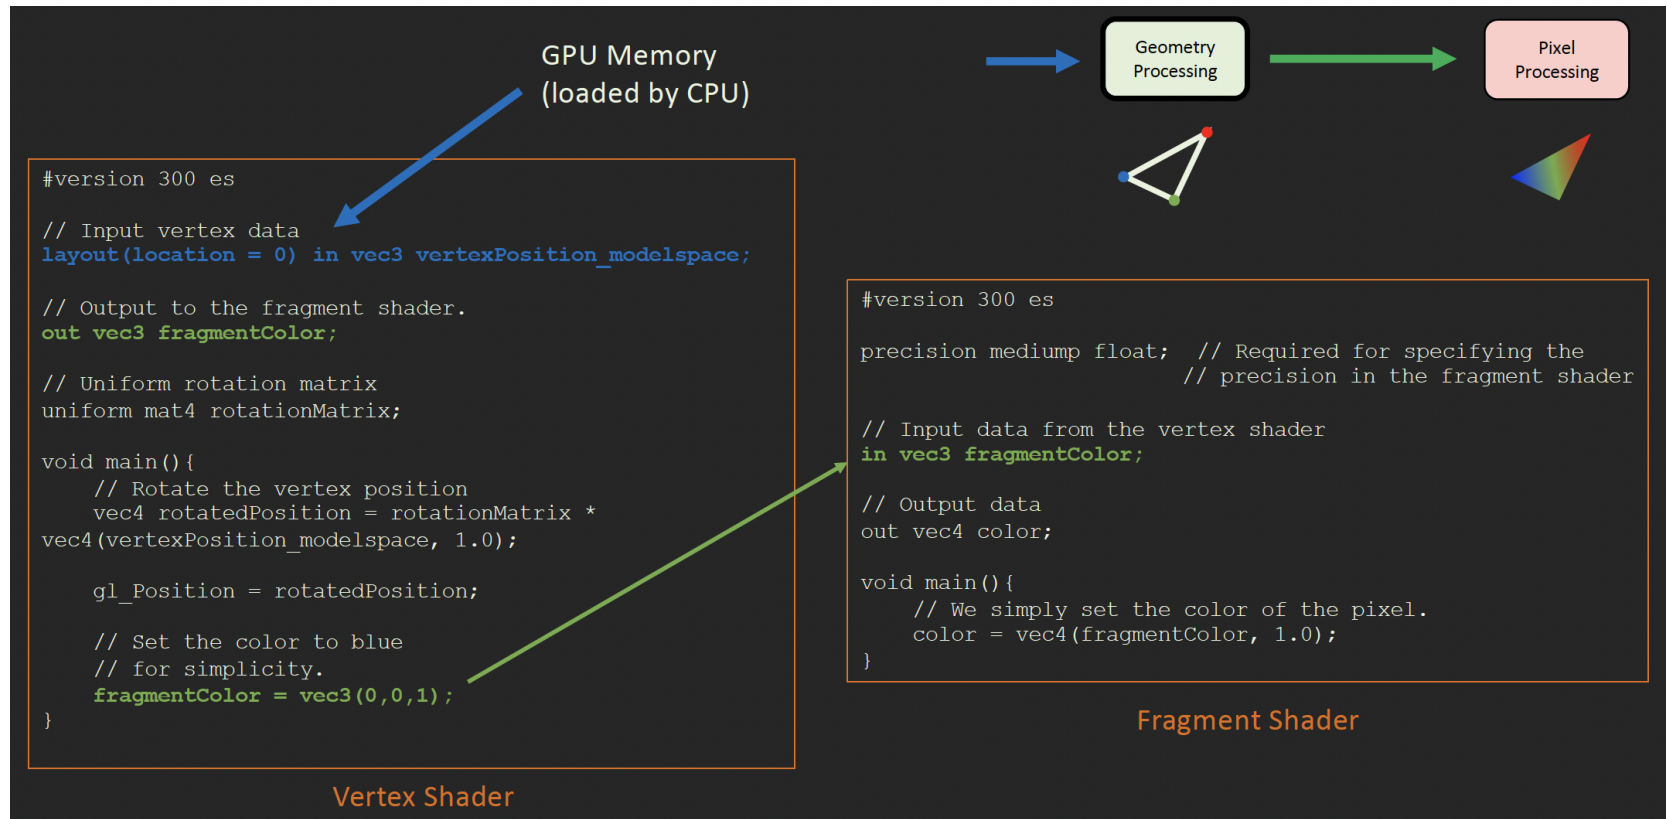 GPU Memory
(loaded by CPU)
Geometry
Processing
Pixel
Processing
#version 300 es
// Input vertex data
layout(location = 0) in vec3 vertexPosition_modelspace;
// Output to the fragment shader.
out vec3 fragmentColor;
// Uniform rotation matrix
uniform mat4 rotationMatrix;
void main(){
// Rotate the vertex position
vec4 rotatedPosition = rotationMatrix *
vec4(vertexPosition_modelspace, 1.0);
gl_Position = rotatedPosition;
// Set the color to blue
// for simplicity.
fragmentColor = vec3(0,0,1);
}
Vertex Shader
#version 300 es
precision mediump float;  // Required for specifying the
// precision in the fragment shader
// Input data from the vertex shader
in vec3 fragmentColor;
// Output data
out vec4 color;
void main(){
// We simply set the color of the pixel.
color = vec4(fragmentColor, 1.0);
}
Fragment Shader